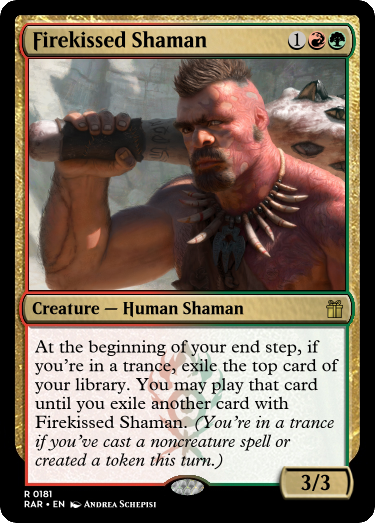 Firekissed Shaman 1
Creature — Human Shaman
At the beginning of your end step, if
you're in a trance, exile the top card of
your library. You may play that card
until you exile another card with
Firekissed Shaman. (You're in a trance
if you've cast a noncreature spell or
created a token this turn.)
3/3
R 0181
RAR • EN Andrea Schepisi